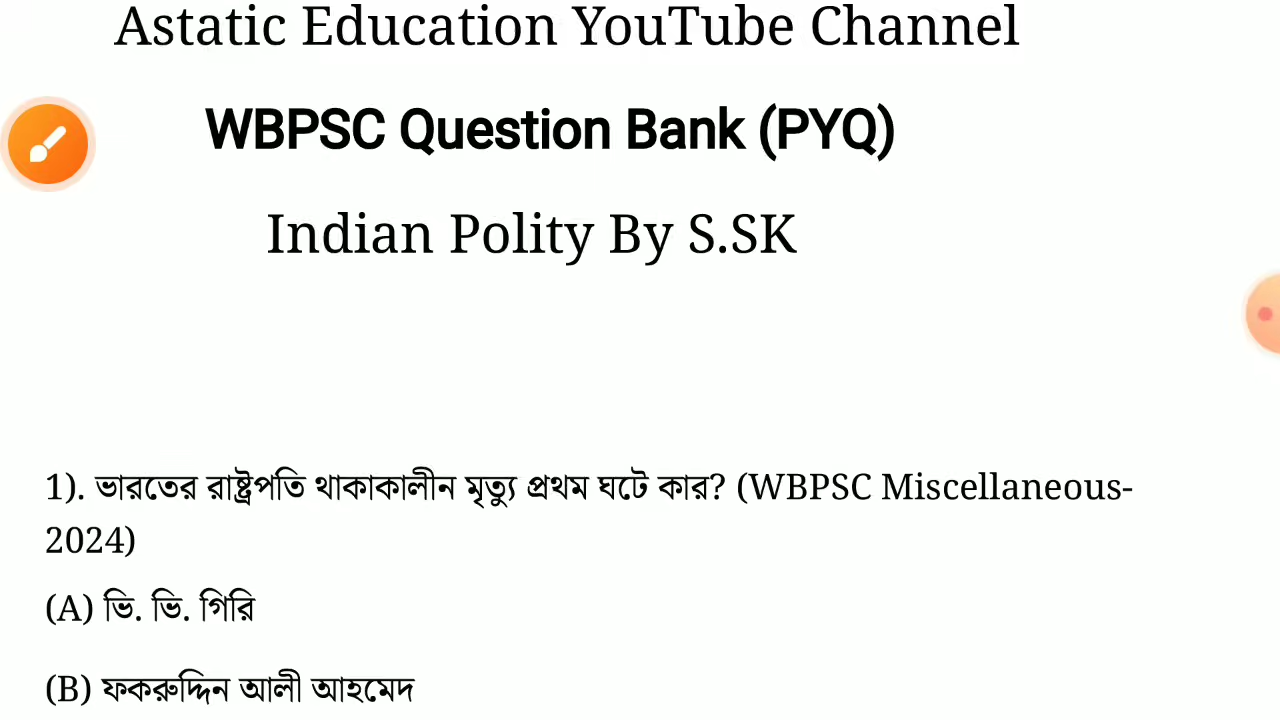 Astatic Education YouTube Channel
WBPSC Question Bank (PYQ)
Indian Polity By S.SK
1). ভারতের রাষ্ট্রপতি থাকাকালীন মৃত্যু প্রথম ঘটে কার? (WBPSC Miscellaneous-
2024)
(A) ভি. ভি. গিরি
(B) ফকরুদ্দিন আলী আহমেদ